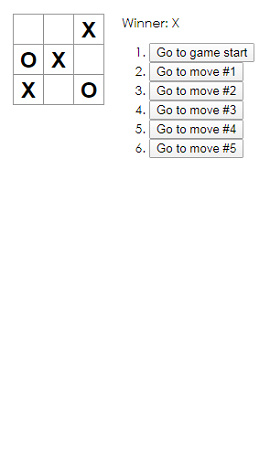 X
O X
X O
Winner: X
1. Go to game start
2. Go to move #1
3. Go to move #2
4. Go to move #3
5. Go to move #4
6. Go to move #5